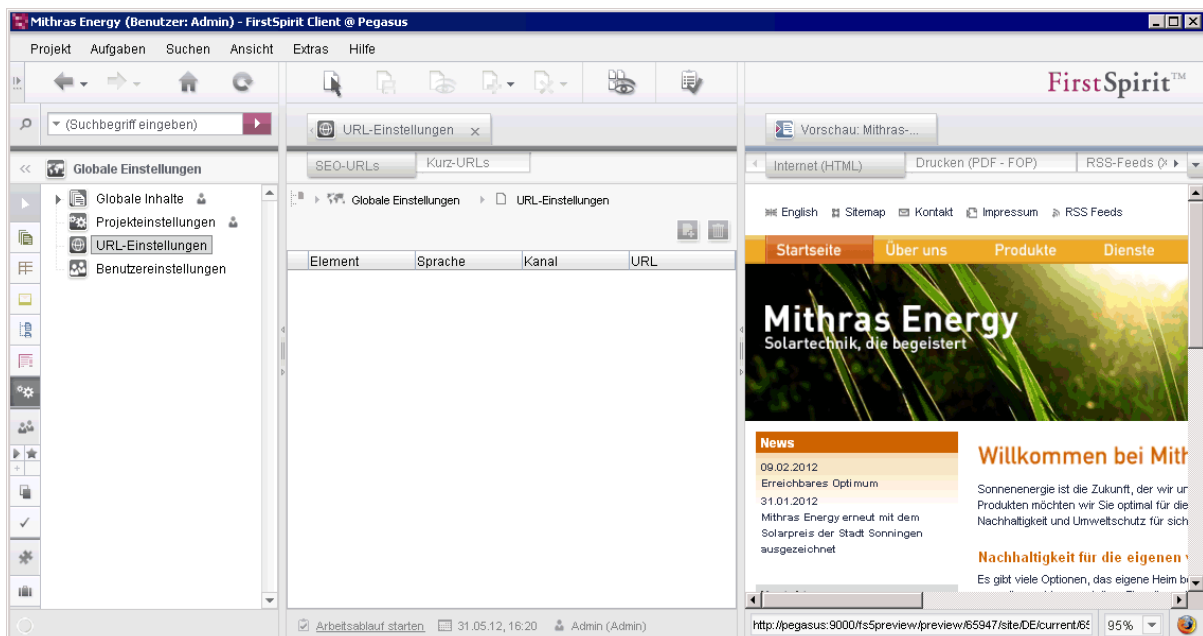 Mithras Energy (Benutzer: Admin) - FirstSpirit Client @ Pegasus
Projekt Aufgaben Suchen Ansicht Extras Hilfe
FirstSpirit™
(Suchbegriff eingeben)
URL-Einstellungen x
Vorschau: Mithras-...
Globale Einstellungen
SEO-URLs Kurz-URLs
Internet (HTML) Drucken (PDF - FOP) RSS-Feeds (
Globale Inhalte
Projekteinstellungen
URL-Einstellungen
Benutzereinstellungen
Globale Einstellungen URL-Einstellungen
Element Sprache Kanal URL
English Sitemap Kontakt Impressum RSS Feeds
Startseite Über uns Produkte Dienste
Mithras Energy
Solartechnik, die begeistert
News
09.02.2012
Erreichbares Optimum
31.01.2012
Mithras Energy erneut mit dem
Solarpreis der Stadt Sonningen
ausgezeichnet
Willkommen bei Mith
Sonnenenergie ist die Zukunft, der wir un
Produkten möchten wir Sie optimal für die
Nachhaltigkeit und Umweltschutz für sich
Nachhaltigkeit für die eigenen
Es gibt viele Optionen, das eigene Heim
Arbeitsablauf starten 31.05.12, 16:20 Admin (Admin)
http://pegasus:9000/fs5preview/preview/65947/site/DE/current/65 95%